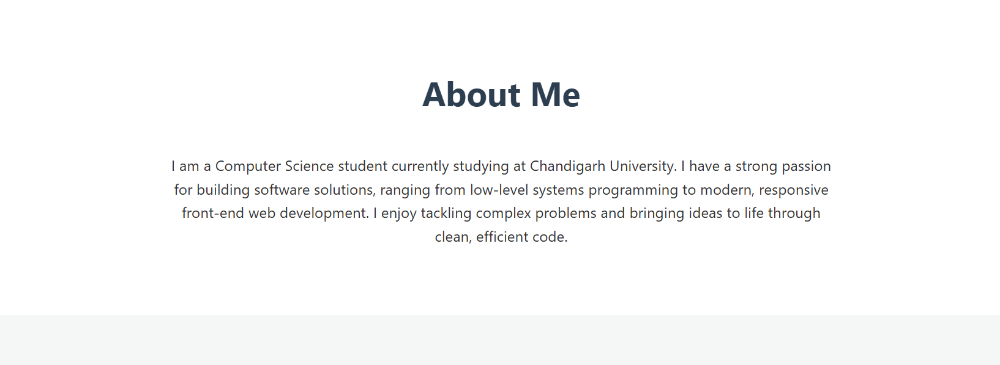 About Me
I am a Computer Science student currently studying at Chandigarh University. I have a strong passion
for building software solutions, ranging from low-level systems programming to modern, responsive
front-end web development. I enjoy tackling complex problems and bringing ideas to life through
clean, efficient code.